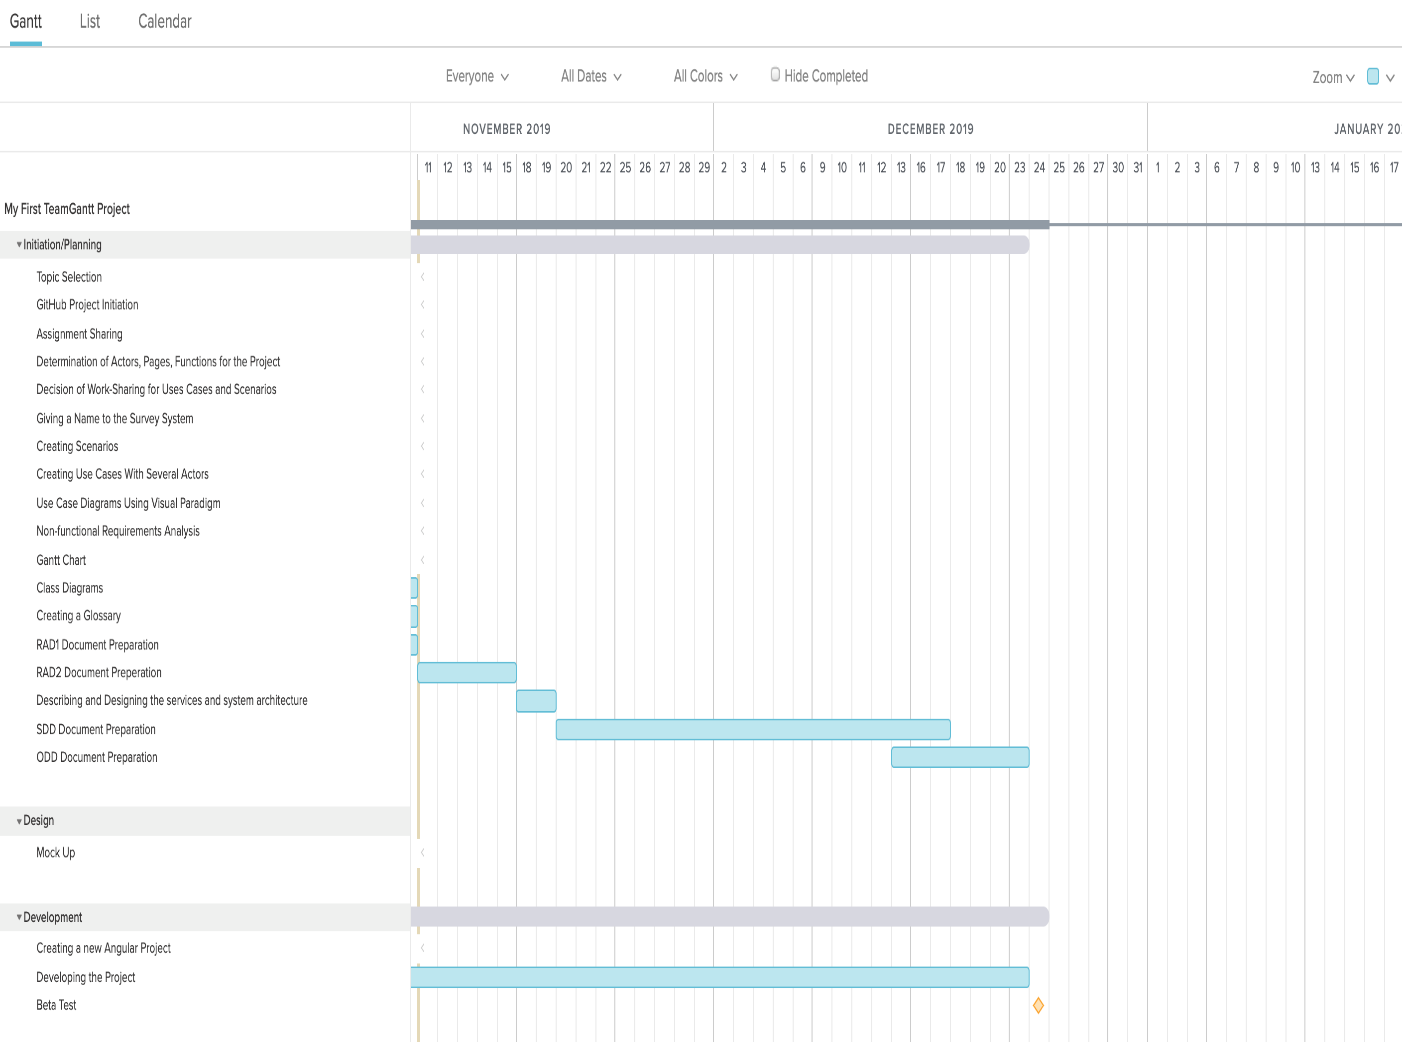 Gantt List Calendar
Everyone All Dates All Colors Hide Completed Zoom
NOVEMBER 2019 DECEMBER 2019 JANUARY 20
11 12 13 14 15 18 19 20 21 22 25 26 27 28 29 2 3 4 5 6 9 10 11 12 13 16 17 18 19 20 23 24 25 26 27 30 31 1 2 3 6 7 8 9 10 13 14 15 16 17
My First TeamGantt Project
Initiation/Planning
Topic Selection
GitHub Project Initiation
Assignment Sharing
Determination of Actors, Pages, Functions for the Project
Decision of Work-Sharing for Uses Cases and Scenarios
Giving a Name to the Survey System
Creating Scenarios
Creating Use Cases With Several Actors
Use Case Diagrams Using Visual Paradigm
Non-functional Requirements Analysis
Gantt Chart
Class Diagrams
Creating a Glossary
RAD1 Document Preparation
RAD2 Document Preperation
Describing and Designing the services and system architecture
SDD Document Preparation
ODD Document Preparation
Design
Mock Up
Development
Creating a new Angular Project
Developing the Project
Beta Test